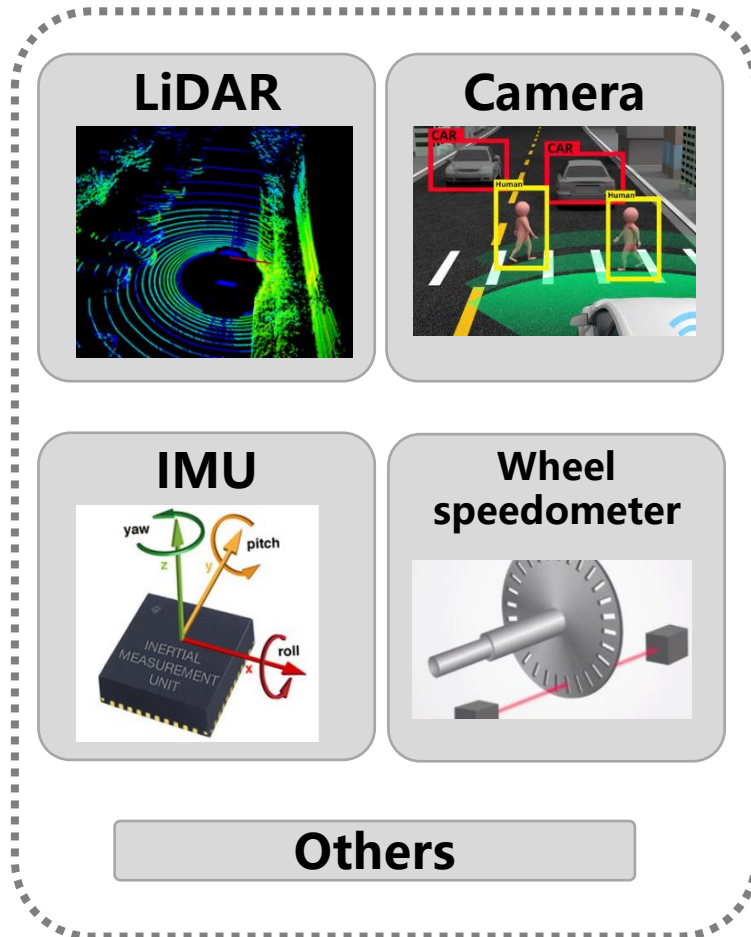 LiDAR
Camera
CAR
CAR
Human
Human
IMU
yaw
pitch
z
y
roll
x
INERTIAL
MEASUREMENT
UNIT
Wheel
speedometer
Others